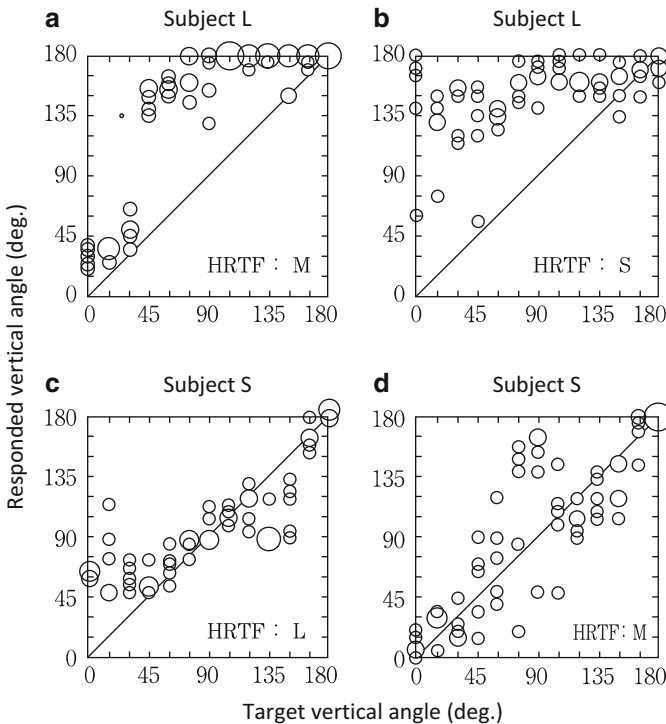 a Subject L
180
135
90
45
0
HRTF : M
0 45 90 135 180
b Subject L
180
135
90
45
0
HRTF : S
0 45 90 135 180
c Subject S
180
135
90
45
0
HRTF : L
0 45 90 135 180
d Subject S
180
135
90
45
0
HRTF: M
0 45 90 135 180
Responded vertical angle (deg.)
Target vertical angle (deg.)